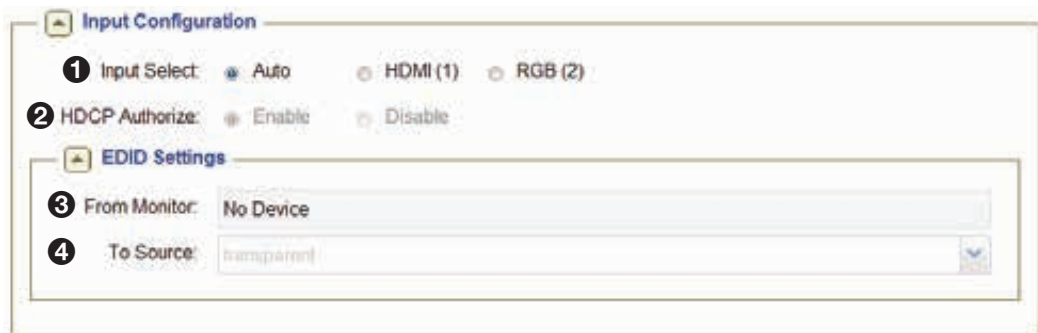 Input Configuration
1 Input Select: Auto HDMI (1) RGB (2)
2 HDCP Authorize: Enable Disable
EDID Settings
3 From Monitor: No Device
4 To Source: transparent